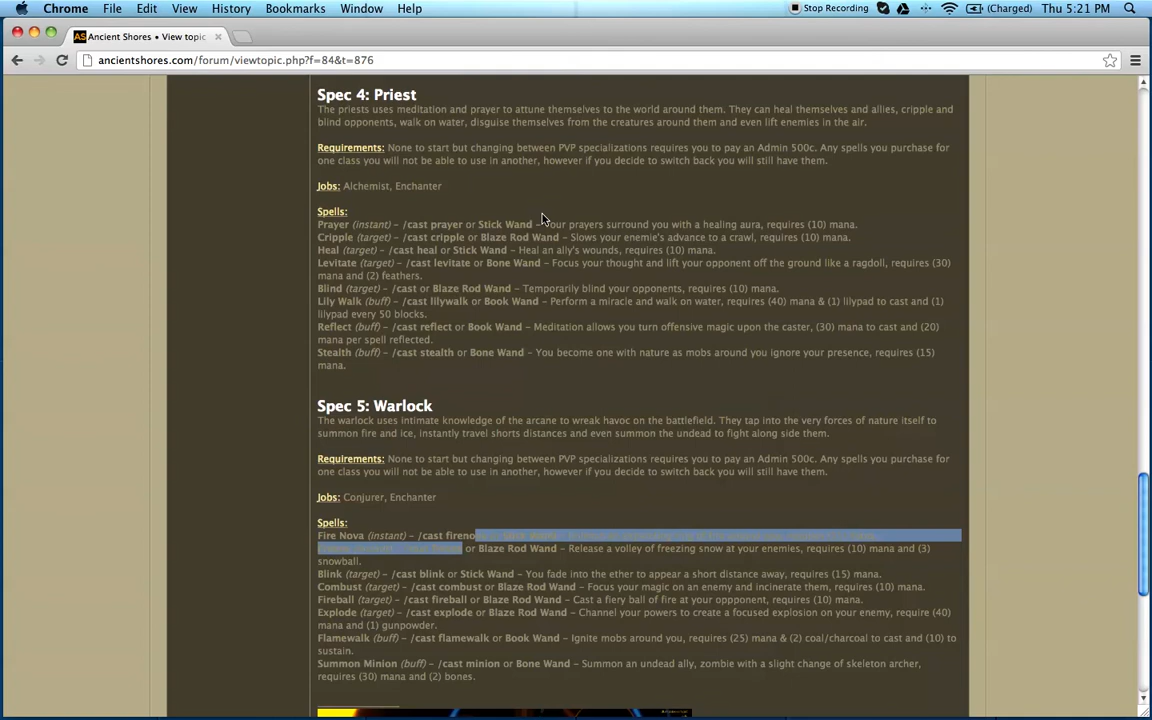 Chrome File Edit View History Bookmarks Window Help Stop Recording (Charged) Thu 5:21 PM
AS Ancient Shores • View topic
ancientshores.com/forum/viewtopic.php?f=84&t=876
Spec 4: Priest
The priests uses meditation and prayer to attune themselves to the world around them. They can heal themselves and allies, cripple and
blind opponents, walk on water, disguise themselves from the creatures around them and even lift enemies in the air.
Requirements: None to start but changing between PVP specializations requires you to pay an Admin 500c. Any spells you purchase for
one class you will not be able to use in another, however if you decide to switch back you will still have them.
Jobs: Alchemist, Enchanter
Spells:
Prayer (instant) – /cast prayer or Stick Wand – Your prayers surround you with a healing aura, requires (10) mana.
Cripple (target) – /cast cripple or Blaze Rod Wand – Slows your enemy's advance to a crawl, requires (10) mana.
Heal (target) – /cast heal or Stick Wand – Heal an ally's wounds, requires (10) mana.
Levitate (target) – /cast levitate or Bone Wand – Focus your thought and lift your opponent off the ground like a ragdoll, requires (30)
mana and (2) feathers.
Blind (target) – /cast or Blaze Rod Wand – Temporarily blind your opponents, requires (10) mana.
Lily Walk (buff) – /cast lilywalk or Book Wand – Perform a miracle and walk on water, requires (40) mana & (1) lilypad to cast and (1)
lilypad every 50 blocks.
Reflect (buff) – /cast reflect or Book Wand – Meditation allows you turn offensive magic upon the caster, (30) mana to cast and (20)
mana per spell reflected.
Stealth (buff) – /cast stealth or Bone Wand – You become one with nature as mobs around you ignore your presence, requires (15)
mana.
Spec 5: Warlock
The warlock uses intimate knowledge of the arcane to wreak havoc on the battlefield. They tap into the very forces of nature itself to
summon fire and ice, instantly travel shorts distances and even summon the undead to fight along side them.
Requirements: None to start but changing between PVP specializations requires you to pay an Admin 500c. Any spells you purchase for
one class you will not be able to use in another, however if you decide to switch back you will still have them.
Jobs: Conjurer, Enchanter
Spells:
Fire Nova (instant) – /cast fireno
or Blaze Rod Wand – Release a volley of freezing snow at your enemies, requires (10) mana and (3)
snowball.
Blink (target) – /cast blink or Stick Wand – You fade into the ether to appear a short distance away, requires (15) mana.
Combust (target) – /cast combust or Blaze Rod Wand – Focus your magic on an enemy and incinerate them, requires (10) mana.
Fireball (target) – /cast fireball or Blaze Rod Wand – Cast a fiery ball of fire at your oppponent, requires (10) mana.
Explode (target) – /cast explode or Blaze Rod Wand – Channel your powers to create a focused explosion on your enemy, require (40)
mana and (1) gunpowder.
Flamewalk (buff) – /cast flamewalk or Book Wand – Ignite mobs around you, requires (25) mana & (2) coal/charcoal to cast and (10) to
sustain.
Summon Minion (buff) – /cast minion or Bone Wand – Summon an undead ally, zombie with a slight change of skeleton archer,
requires (30) mana and (2) bones.